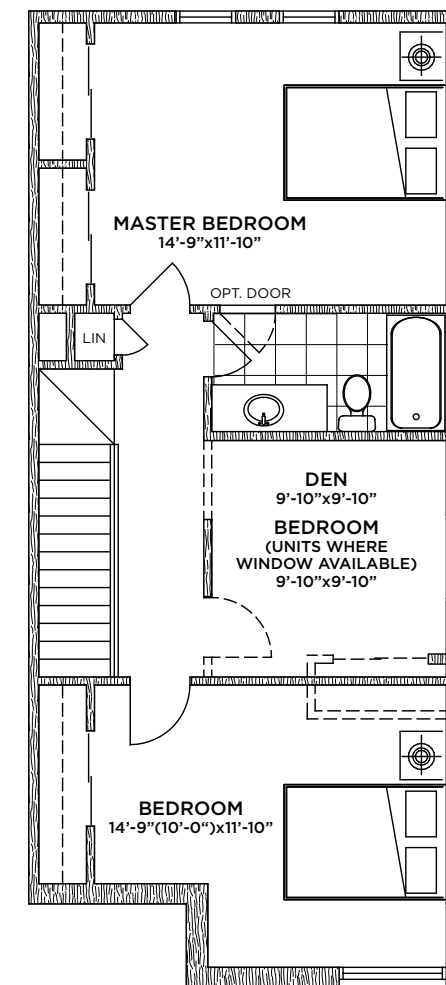 MASTER BEDROOM
14'-9"x11'-10"
OPT. DOOR
LIN
DEN
9'-10"x9'-10"
BEDROOM
(UNITS WHERE
WINDOW AVAILABLE)
9'-10"x9'-10"
BEDROOM
14'-9"(10'-0")x11'-10"